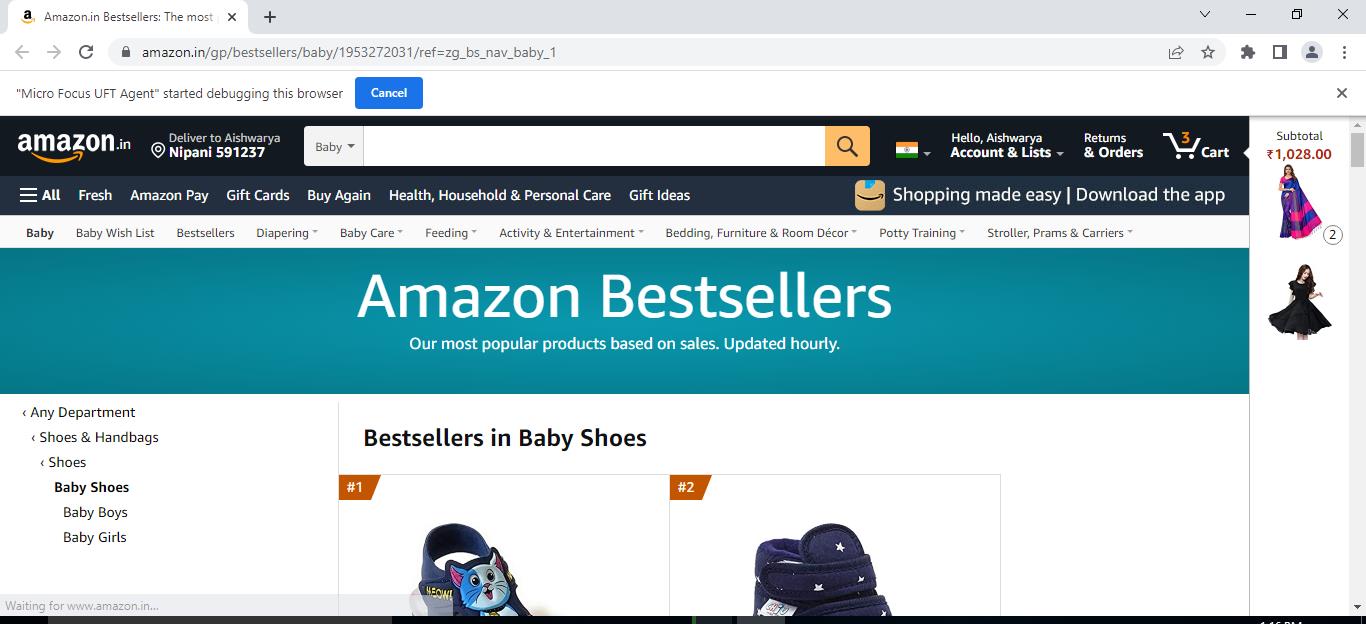 Amazon.in Bestsellers: The most
amazon.in/gp/bestsellers/baby/1953272031/ref=zg_bs_nav_baby_1
"Micro Focus UFT Agent" started debugging this browser Cancel
amazon.in
Deliver to Aishwarya
Nipani 591237
Baby
Hello, Aishwarya
Account & Lists
Returns
& Orders
3
Cart
Subtotal
₹1,028.00
2
All Fresh Amazon Pay Gift Cards Buy Again Health, Household & Personal Care Gift Ideas
Shopping made easy | Download the app
Baby Baby Wish List Bestsellers Diapering Baby Care Feeding Activity & Entertainment Bedding, Furniture & Room Décor Potty Training Stroller, Prams & Carriers
Amazon Bestsellers
Our most popular products based on sales. Updated hourly.
‹ Any Department
‹ Shoes & Handbags
‹ Shoes
Baby Shoes
Baby Boys
Baby Girls
Bestsellers in Baby Shoes
#1
#2
MEOW!
Waiting for www.amazon.in...